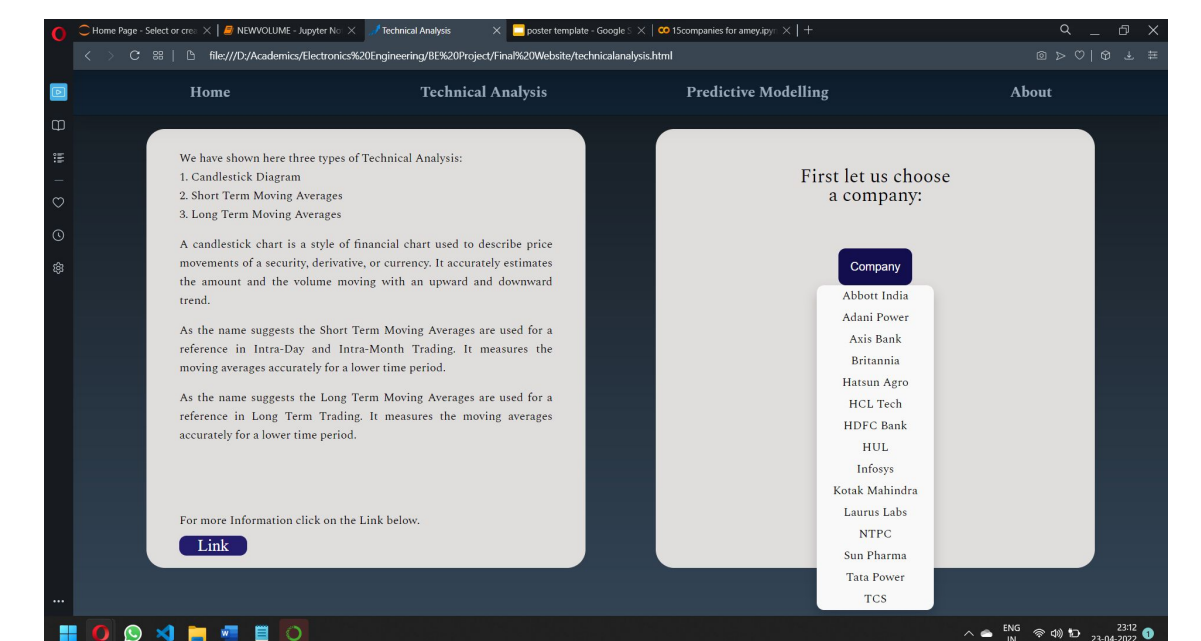 Home Page - Select or crea
NEWVOLUME - Jupyter No
Technical Analysis
poster template - Google S
15companies for amey.ipyn
file:///D:/Academics/Electronics%20Engineering/BE%20Project/Final%20Website/technicalanalysis.html
Home Technical Analysis Predictive Modelling About
We have shown here three types of Technical Analysis:
1. Candlestick Diagram
2. Short Term Moving Averages
3. Long Term Moving Averages
A candlestick chart is a style of financial chart used to describe price
movements of a security, derivative, or currency. It accurately estimates
the amount and the volume moving with an upward and downward
trend.
As the name suggests the Short Term Moving Averages are used for a
reference in Intra-Day and Intra-Month Trading. It measures the
moving averages accurately for a lower time period.
As the name suggests the Long Term Moving Averages are used for a
reference in Long Term Trading. It measures the moving averages
accurately for a lower time period.
For more Information click on the Link below.
Link
First let us choose
a company:
Company
Abbott India
Adani Power
Axis Bank
Britannia
Hatsun Agro
HCL Tech
HDFC Bank
HUL
Infosys
Kotak Mahindra
Laurus Labs
NTPC
Sun Pharma
Tata Power
TCS
ENG
IN
23:12
23-04-2022
1